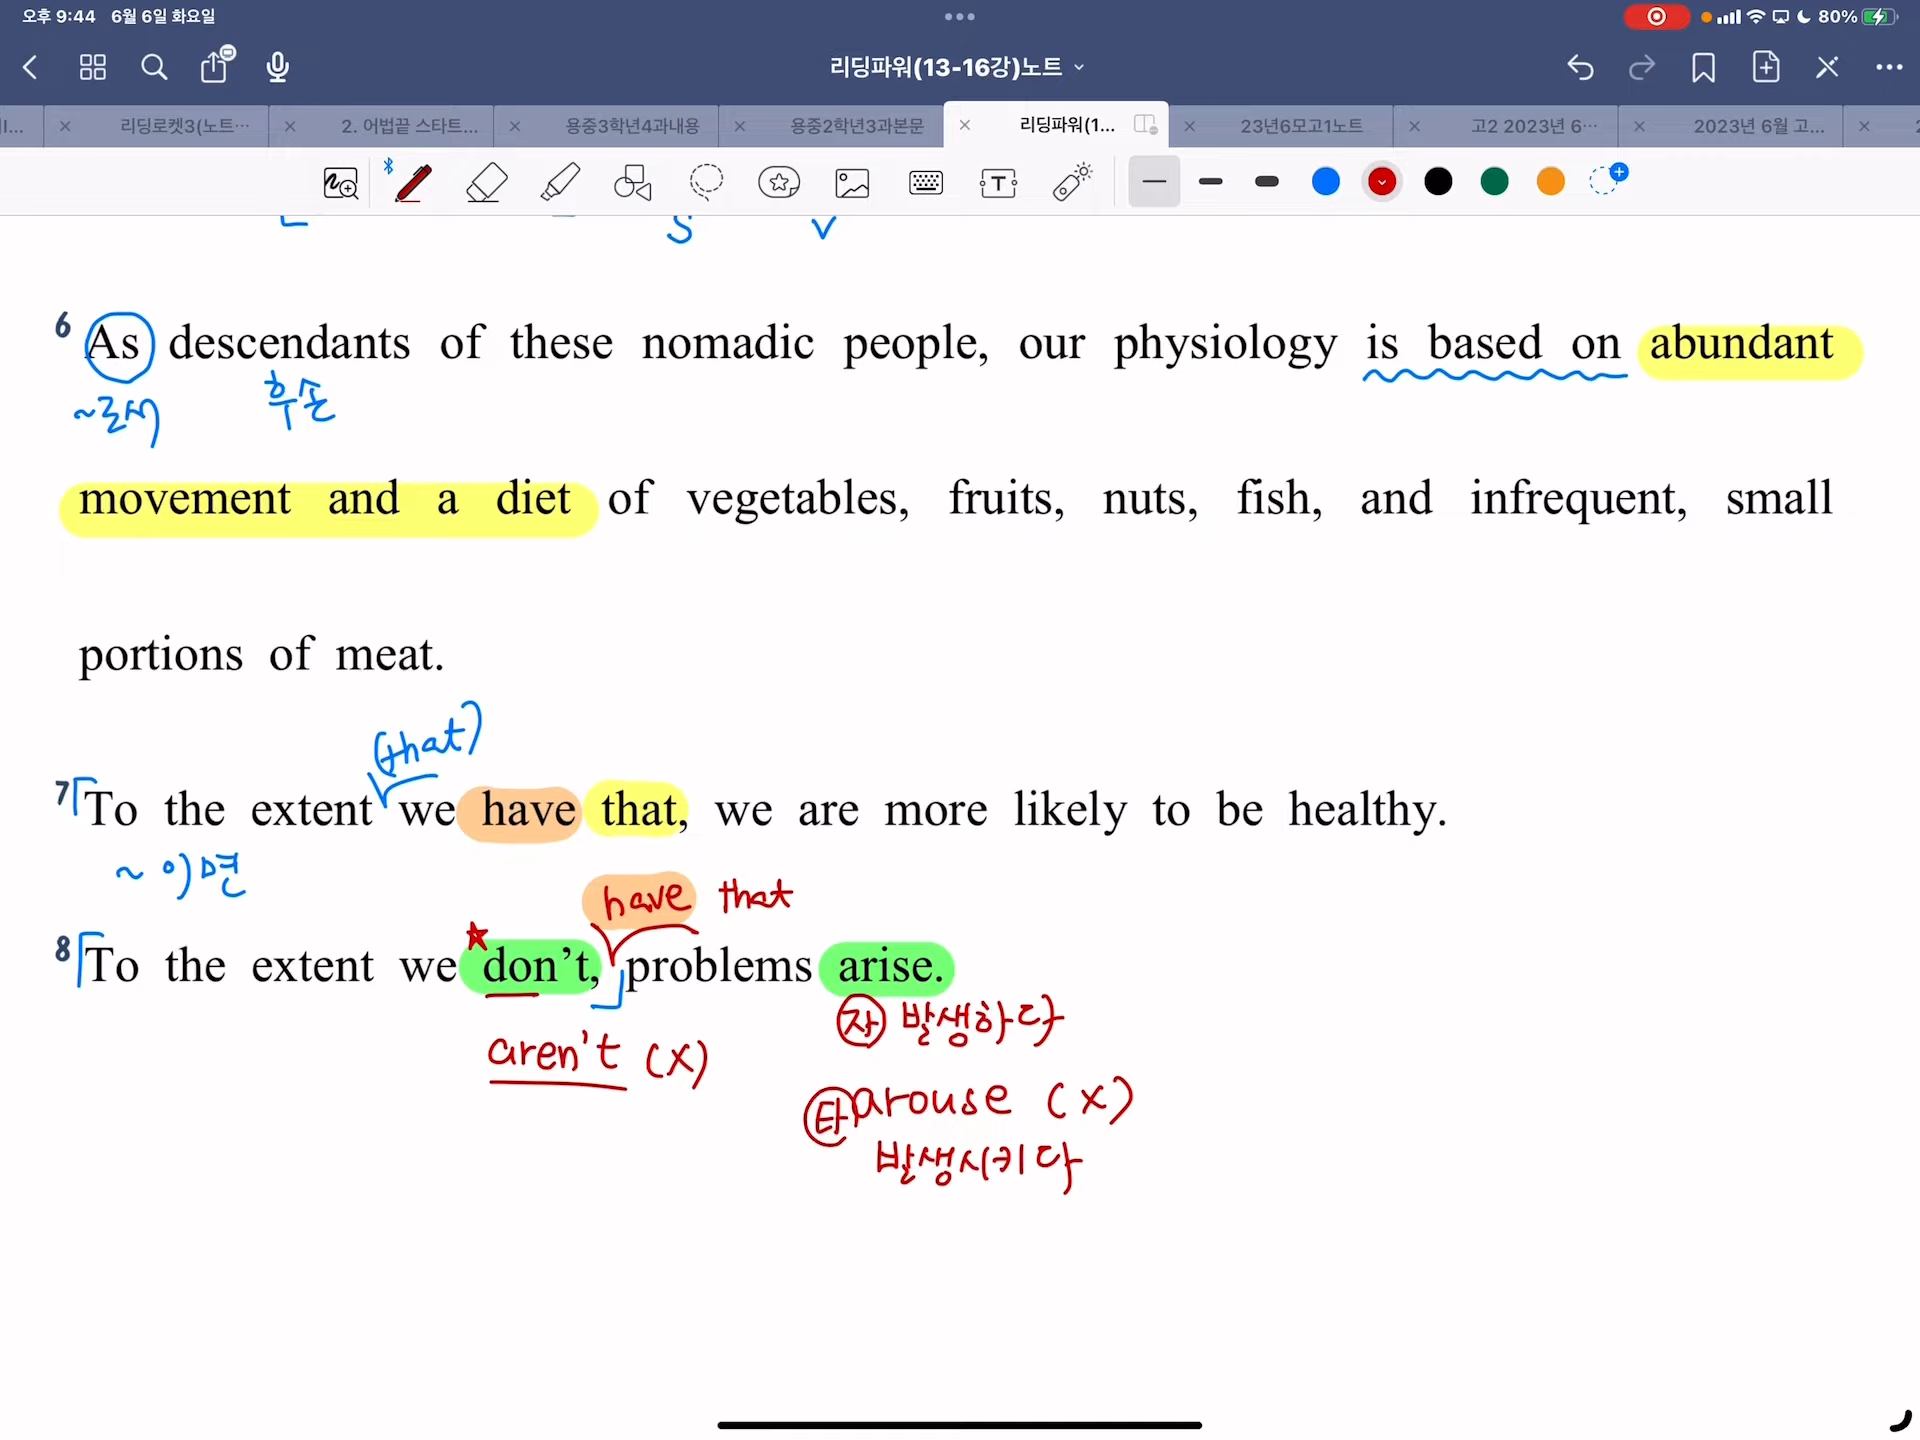 오후 9:44 6월 6일 화요일
80%
리딩파워(13-16강)노트
리딩로켓3(노트…
2. 어법끝 스타트...
용중3학년4과내용
용중2학년3과본문
리딩파워(1...
23년6모고1노트
고2 2023년 6…
2023년 6월 고...
S V
6 As descendants of these nomadic people, our physiology is based on abundant
~로서 후손
movement and a diet of vegetables, fruits, nuts, fish, and infrequent, small
portions of meat.
(that)
7 To the extent we have that, we are more likely to be healthy.
~이면
have that
8 To the extent we don't, problems arise.
자 발생하다
aren't (x)
타 arouse (x)
발생시키다